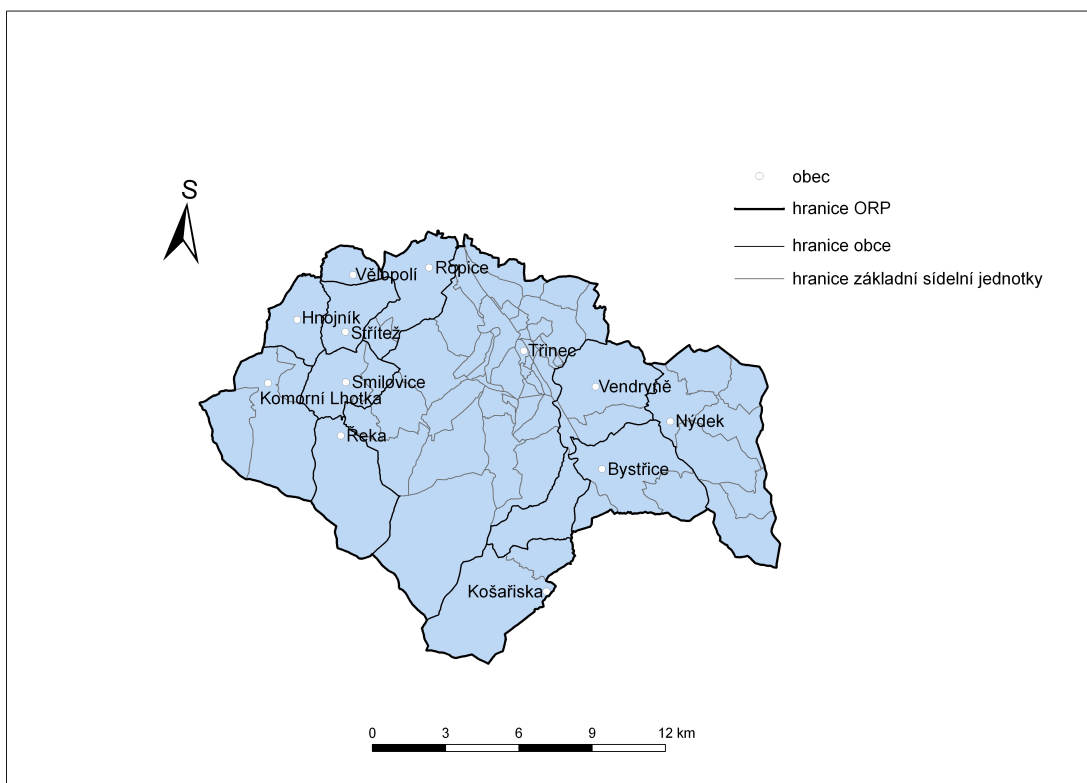 S
obec
hranice ORP
hranice obce
hranice základní sídelní jednotky
Vělopolí
Ropice
Hnojník
Střítež
Třinec
Smilovice
Vendryně
Komorní Lhotka
Nýdek
Řeka
Bystřice
Košařiska
0 3 6 9 12 km